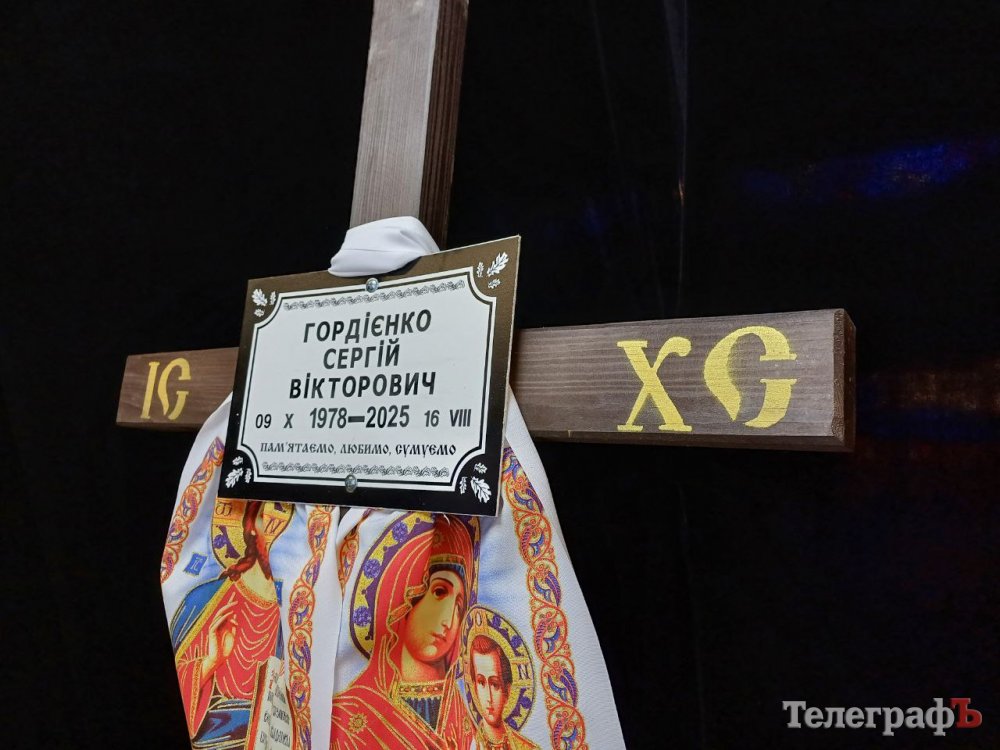 ГОРДІЄНКО
СЕРГІЙ
ВІКТОРОВИЧ
09 X 1978–2025 16 VIII
ПАМ'ЯТАЄМО, ЛЮБИМО, СУМУЄМО
ІС ХС
ТелеграфЪ